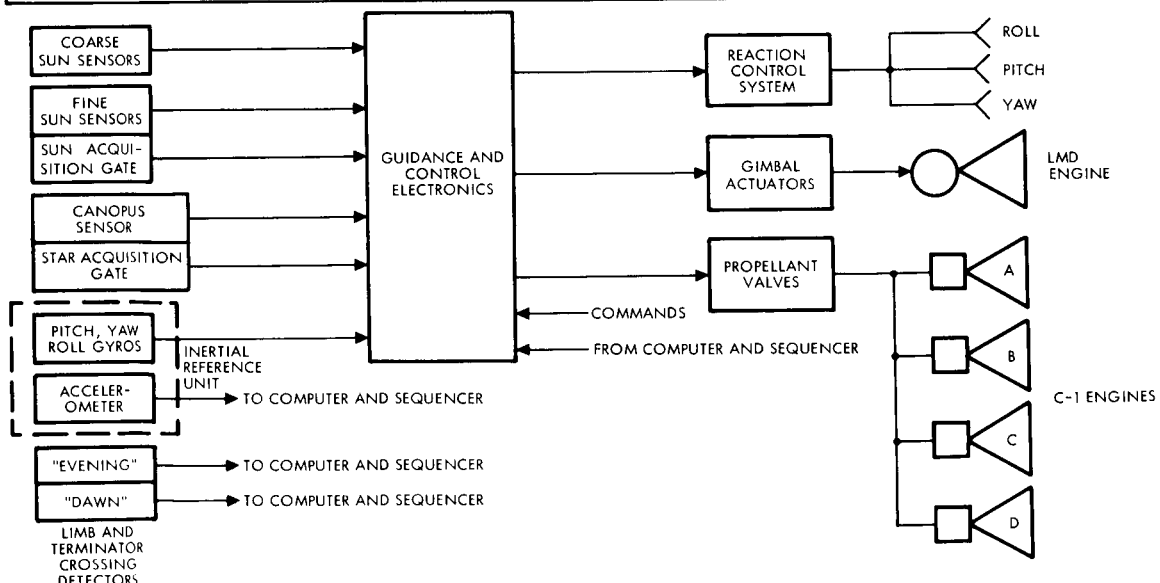 COARSE
SUN SENSORS
FINE
SUN SENSORS
SUN ACQUI-
SITION GATE
CANOPUS
SENSOR
STAR ACQUISITION
GATE
PITCH, YAW
ROLL GYROS
INERTIAL
REFERENCE
UNIT
ACCELER-
OMETER
TO COMPUTER AND SEQUENCER
"EVENING"
TO COMPUTER AND SEQUENCER
"DAWN"
TO COMPUTER AND SEQUENCER
LIMB AND
TERMINATOR
CROSSING
DETECTORS
GUIDANCE AND
CONTROL
ELECTRONICS
COMMANDS
FROM COMPUTER AND SEQUENCER
REACTION
CONTROL
SYSTEM
ROLL
PITCH
YAW
GIMBAL
ACTUATORS
LMD
ENGINE
PROPELLANT
VALVES
A
B
C
D
C-1 ENGINES